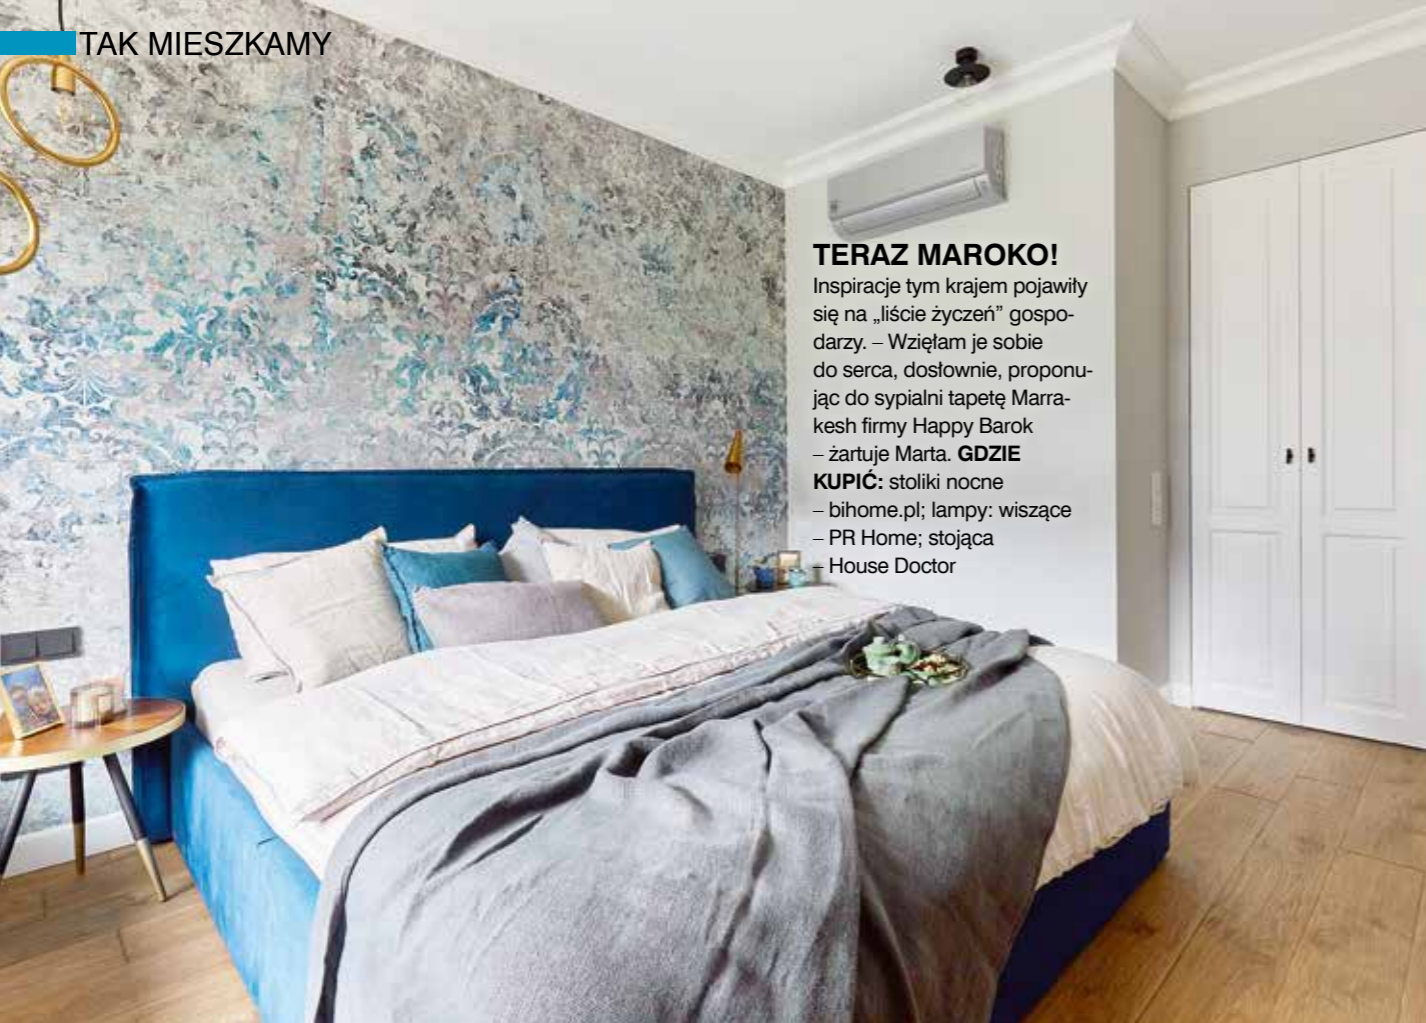 TAK MIESZKAMY
TERAZ MAROKO!
Inspiracje tym krajem pojawiły
się na „liście życzeń” gospo-
darzy. – Wzięłam je sobie
do serca, dosłownie, proponu-
jąc do sypialni tapetę Marra-
kesh firmy Happy Barok
– żartuje Marta. GDZIE
KUPIĆ: stoliki nocne
– bihome.pl; lampy: wiszące
– PR Home; stojąca
– House Doctor